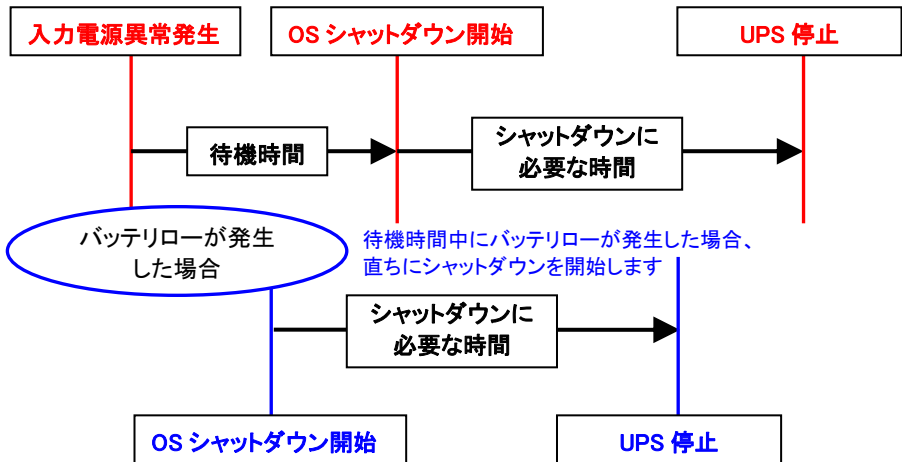 入力電源異常発生
OS シャットダウン開始
UPS 停止
待機時間
シャットダウンに
必要な時間
バッテリローが発生
した場合
待機時間中にバッテリローが発生した場合、
直ちにシャットダウンを開始します
シャットダウンに
必要な時間
OS シャットダウン開始
UPS 停止